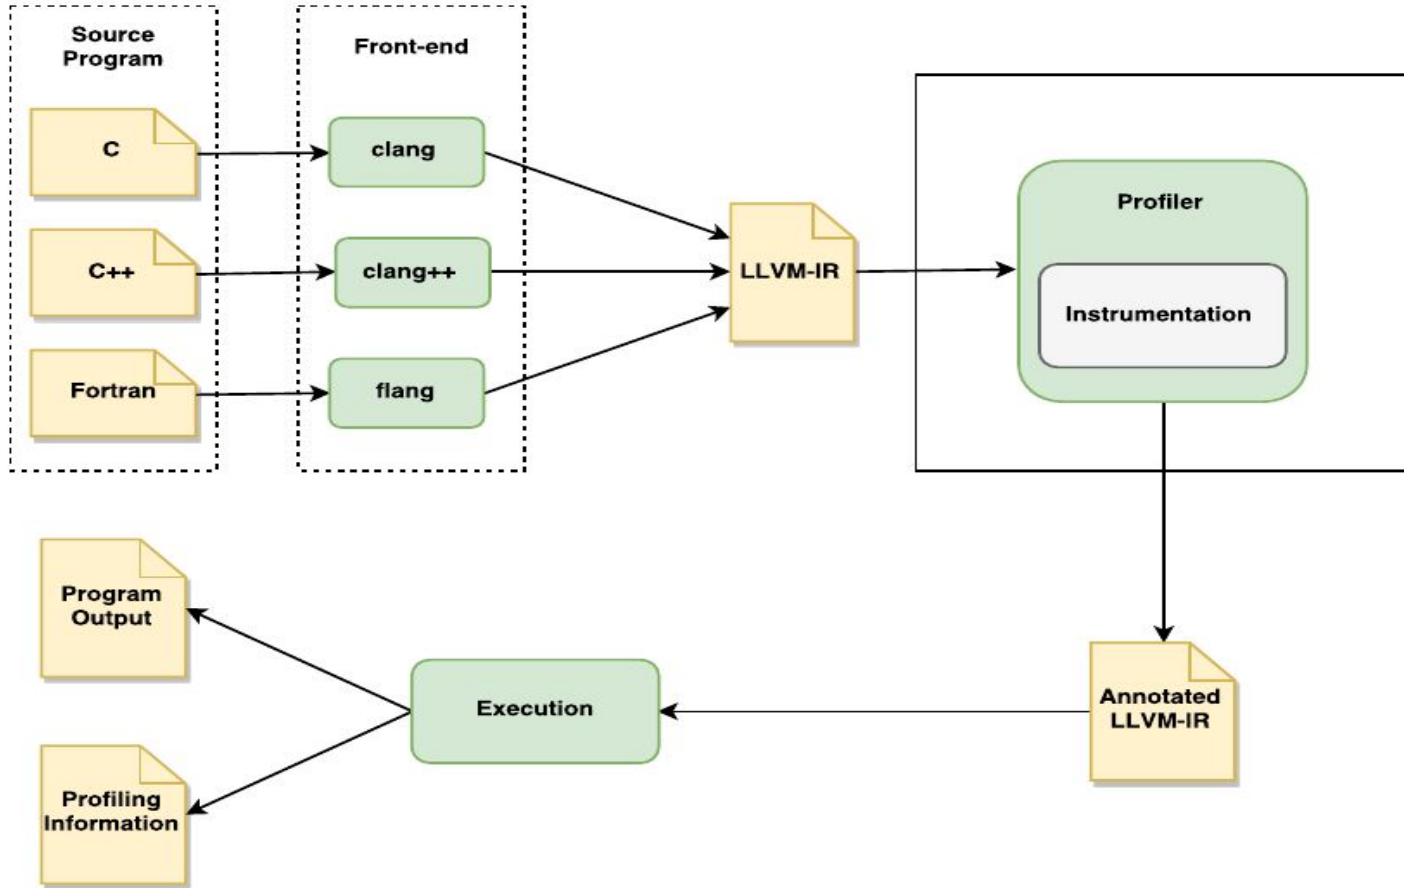 Source
Program
Front-end
C
clang
C++
clang++
Fortran
flang
LLVM-IR
Profiler
Instrumentation
Annotated
LLVM-IR
Execution
Program
Output
Profiling
Information